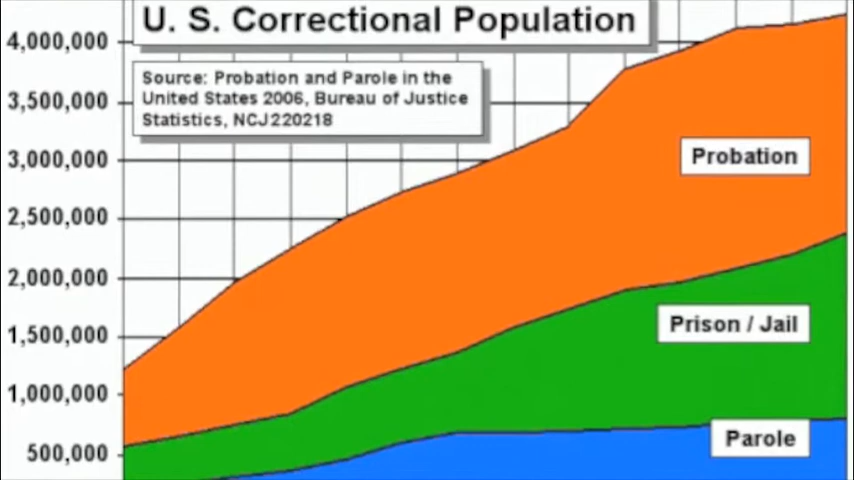 U. S. Correctional Population
Source: Probation and Parole in the
United States 2006, Bureau of Justice
Statistics, NCJ220218
4,000,000
3,500,000
3,000,000
2,500,000
2,000,000
1,500,000
1,000,000
500,000
Probation
Prison / Jail
Parole